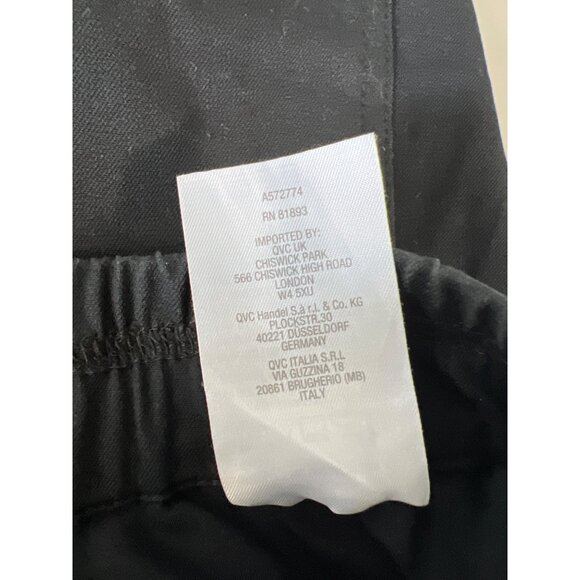 A572774
RN 81893
IMPORTED BY:
QVC UK
CHISWICK PARK
566 CHISWICK HIGH ROAD
LONDON
W4 5XU
QVC Handel S.à r.l. & Co. KG
PLOCKSTR.30
40221 DÜSSELDORF
GERMANY
QVC ITALIA S.R.L
VIA GUZZINA 18
20861 BRUGHERIO (MB)
ITALY